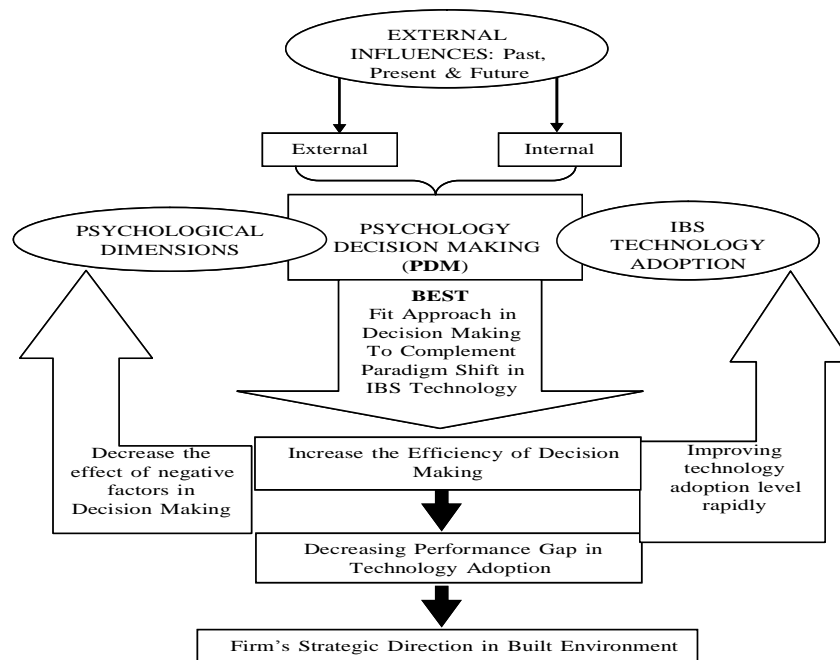 EXTERNAL
INFLUENCES: Past,
Present & Future
External
Internal
PSYCHOLOGICAL
DIMENSIONS
PSYCHOLOGY
DECISION MAKING
(PDM)
IBS
TECHNOLOGY
ADOPTION
BEST
Fit Approach in
Decision Making
To Complement
Paradigm Shift in
IBS Technology
Decrease the
effect of negative
factors in
Decision Making
Increase the Efficiency of Decision
Making
Improving
technology
adoption level
rapidly
Decreasing Performance Gap in
Technology Adoption
Firm's Strategic Direction in Built Environment